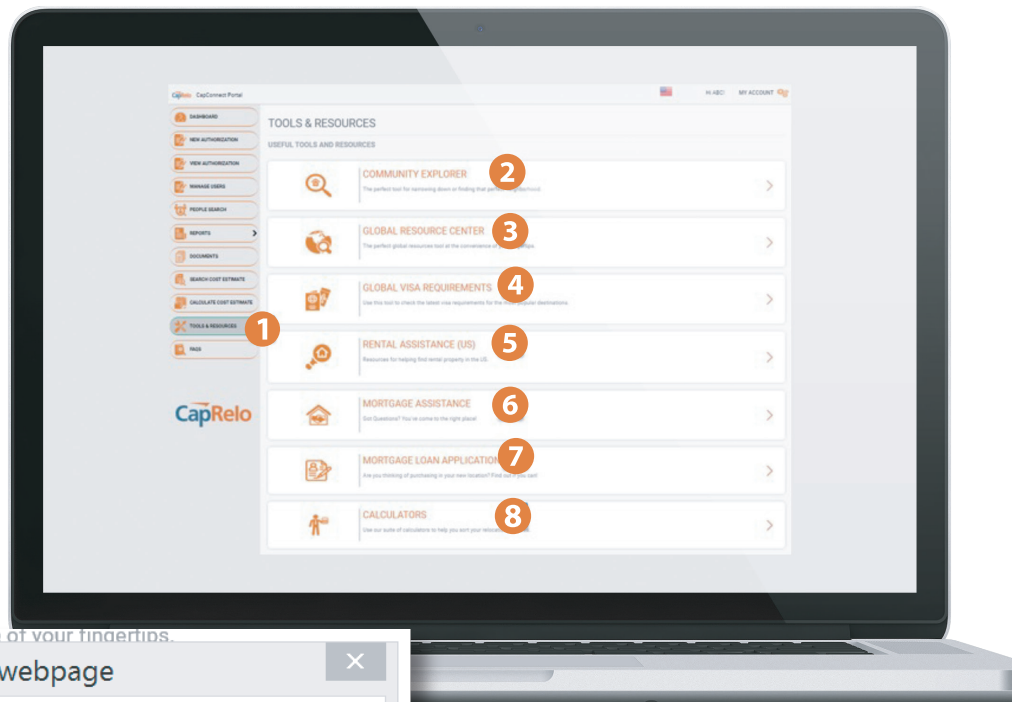 CapRelo CapConnect Portal
HI ABC! MY ACCOUNT
DASHBOARD
NEW AUTHORIZATION
VIEW AUTHORIZATION
MANAGE USERS
PEOPLE SEARCH
REPORTS
DOCUMENTS
SEARCH COST ESTIMATE
CALCULATE COST ESTIMATE
TOOLS & RESOURCES 1
FAQS
CapRelo
TOOLS & RESOURCES
USEFUL TOOLS AND RESOURCES
COMMUNITY EXPLORER 2
The perfect tool for narrowing down or finding that
GLOBAL RESOURCE CENTER 3
The perfect global resources tool at the convenience
GLOBAL VISA REQUIREMENTS 4
Use this tool to check the latest visa requirements for the most popular destinations.
RENTAL ASSISTANCE (US) 5
Resources for helping find rental property in the US.
MORTGAGE ASSISTANCE 6
Got Questions? You've come to the right place!
MORTGAGE LOAN APPLICATION 7
Are you thinking of purchasing in your new location? Find out if you can!
CALCULATORS 8
Use our suite of calculators to help you sort your
of your fingertips.
webpage